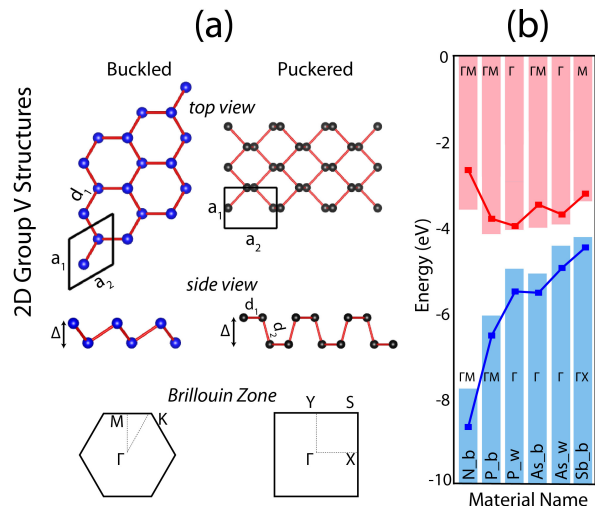 (a)
(b)
2D Group V Structures
Buckled
Puckered
top view
d1
a1
a2
a1
a2
side view
Δ
Δ
d1
d2
Brillouin Zone
M
K
Γ
Y
S
Γ
X
Energy (eV)
0
-2
-4
-6
-8
-10
ΓM
ΓM
Γ
ΓM
Γ
M
ΓM
ΓM
Γ
Γ
Γ
ΓX
N_b
P_b
P_w
As_b
As_w
Sb_b
Material Name